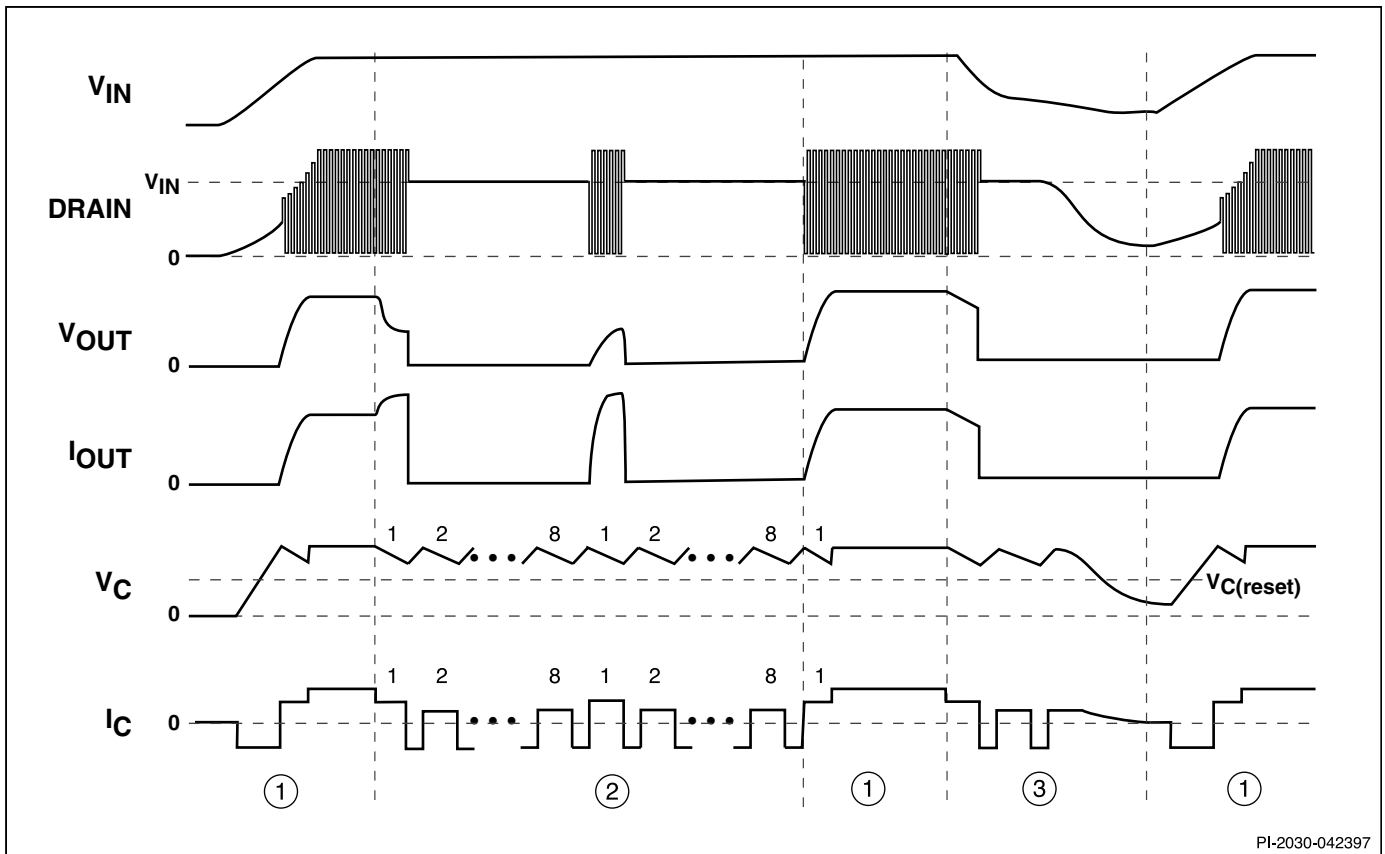 VIN
VIN
DRAIN
0
VOUT
0
IOUT
0
1 2 • • • 8 1 2 • • • 8 1
VC
VC(reset)
0
1 2 • • • 8 1 2 • • • 8 1
IC
0
1 2 1 3 1
PI-2030-042397